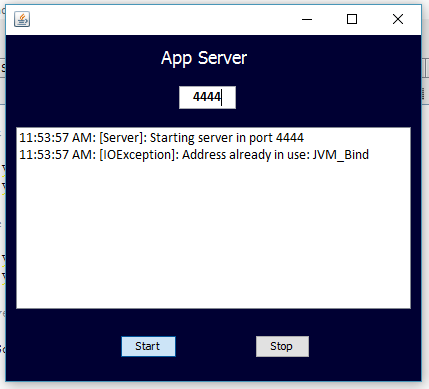 App Server
4444
11:53:57 AM: [Server]: Starting server in port 4444
11:53:57 AM: [IOException]: Address already in use: JVM_Bind
Start
Stop